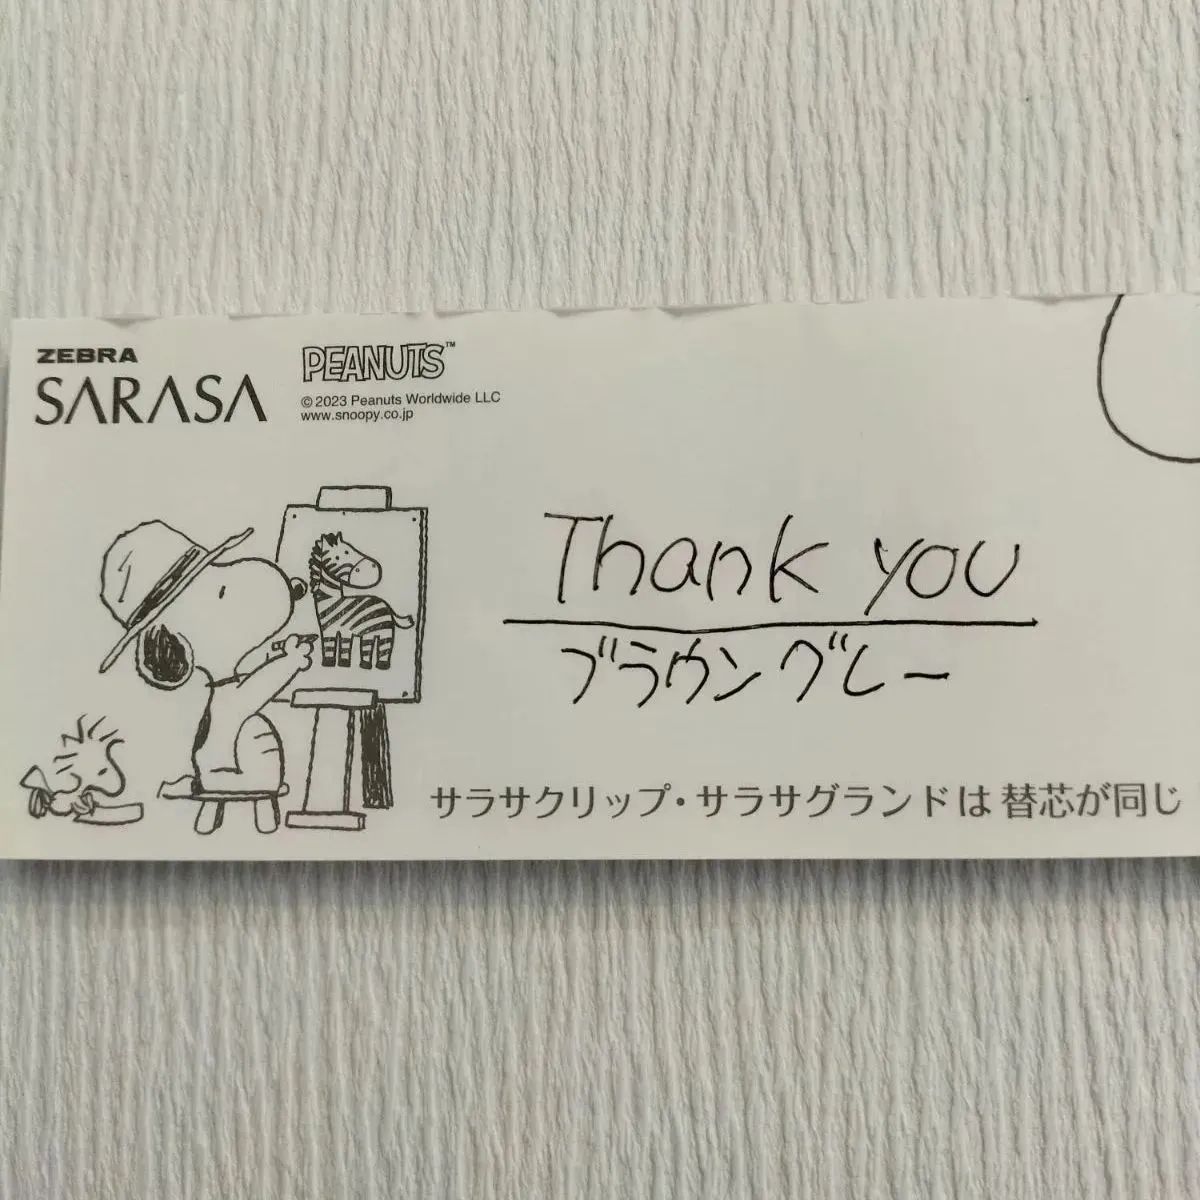 ZEBRA
SARASA
PEANUTS™
©2023 Peanuts Worldwide LLC
www.snoopy.co.jp
Thank you
ブラウングレー
サラサクリップ・サラサグランドは 替芯が同じ